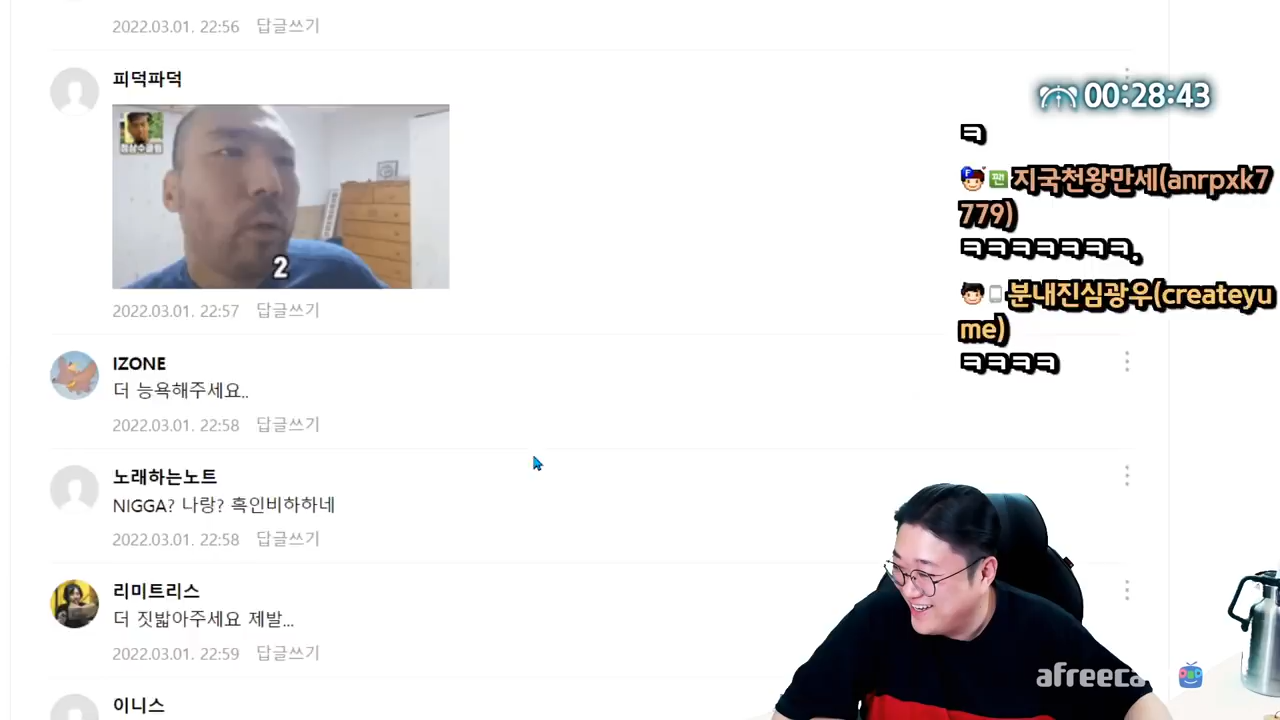 2022.03.01. 22:56 답글쓰기
피덕파덕
2
2022.03.01. 22:57 답글쓰기
IZONE
더 능욕해주세요..
2022.03.01. 22:58 답글쓰기
노래하는노트
NIGGA? 나랑? 흑인비하하네
2022.03.01. 22:58 답글쓰기
리미트리스
더 짓밟아주세요 제발...
2022.03.01. 22:59 답글쓰기
이니스
00:28:43
ㅋ
지국천왕만세(anrpxk7
779)
ㅋㅋㅋㅋㅋㅋㅋ.
분내진심광우(createyu
me)
ㅋㅋㅋㅋ
afreeca